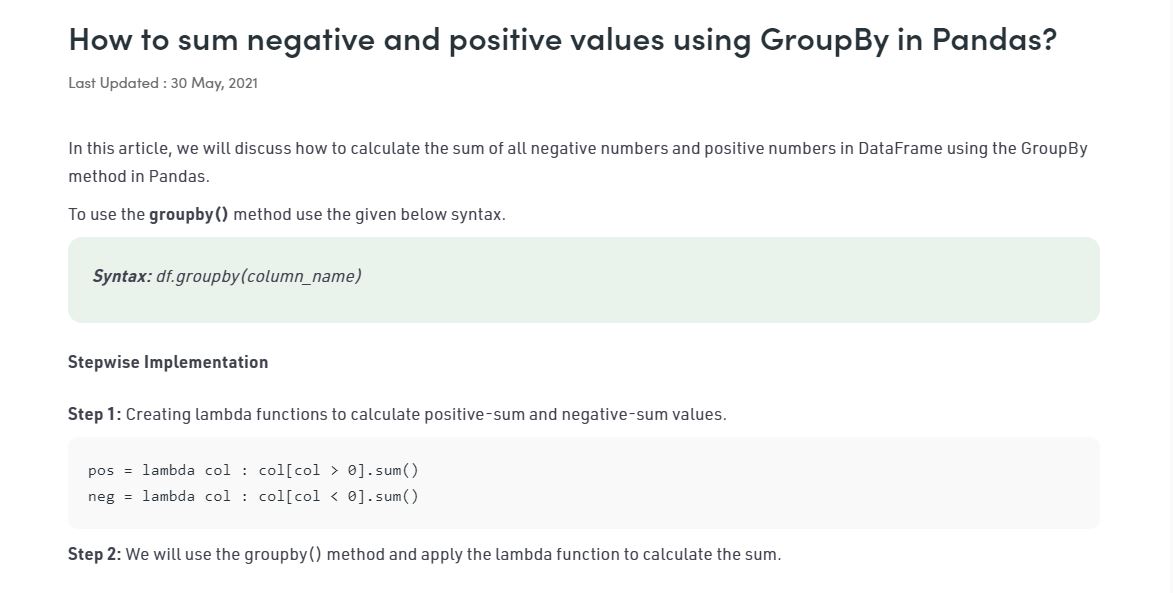 How to sum negative and positive values using GroupBy in Pandas?
Last Updated : 30 May, 2021
In this article, we will discuss how to calculate the sum of all negative numbers and positive numbers in DataFrame using the GroupBy
method in Pandas.
To use the groupby() method use the given below syntax.
Syntax: df.groupby(column_name)
Stepwise Implementation
Step 1: Creating lambda functions to calculate positive-sum and negative-sum values.
pos = lambda col : col[col > 0].sum()
neg = lambda col : col[col < 0].sum()
Step 2: We will use the groupby() method and apply the lambda function to calculate the sum.